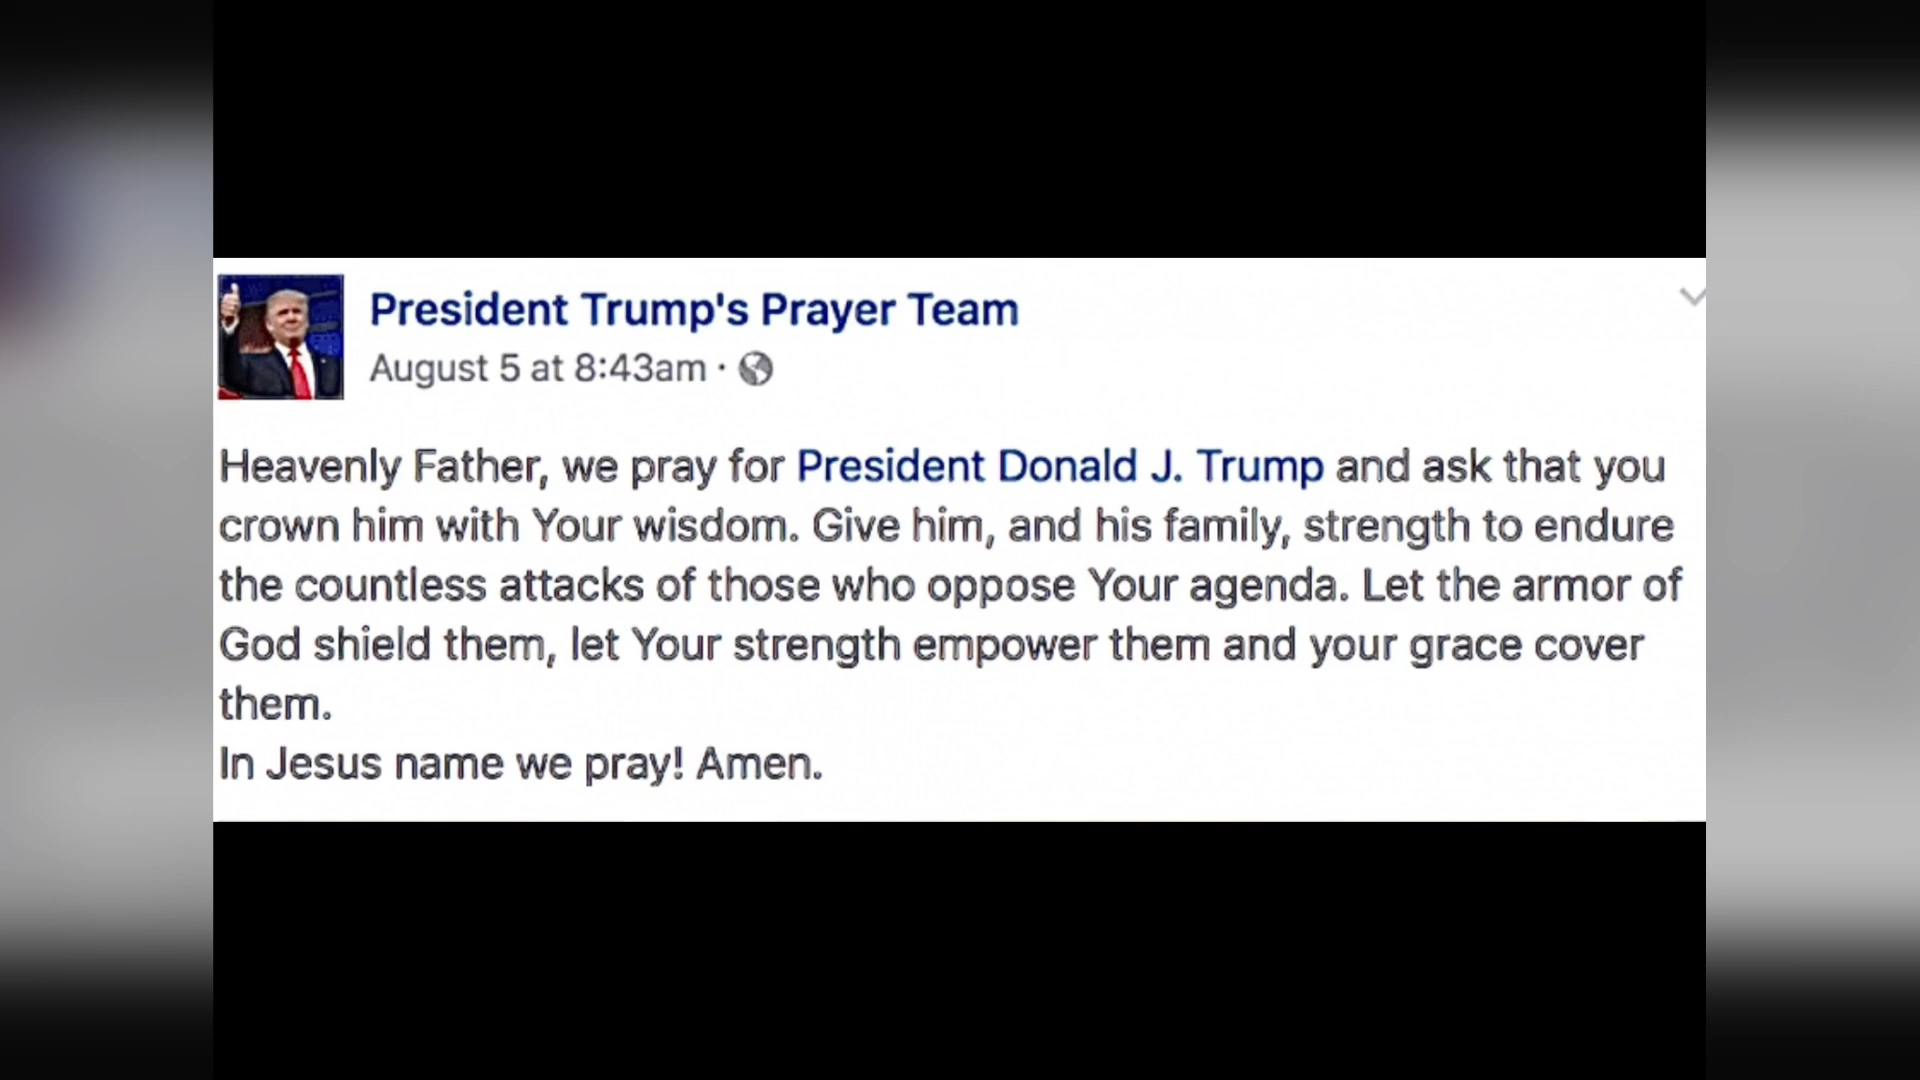 President Trump's Prayer Team
August 5 at 8:43am ·
Heavenly Father, we pray for President Donald J. Trump and ask that you
crown him with Your wisdom. Give him, and his family, strength to endure
the countless attacks of those who oppose Your agenda. Let the armor of
God shield them, let Your strength empower them and your grace cover
them.
In Jesus name we pray! Amen.